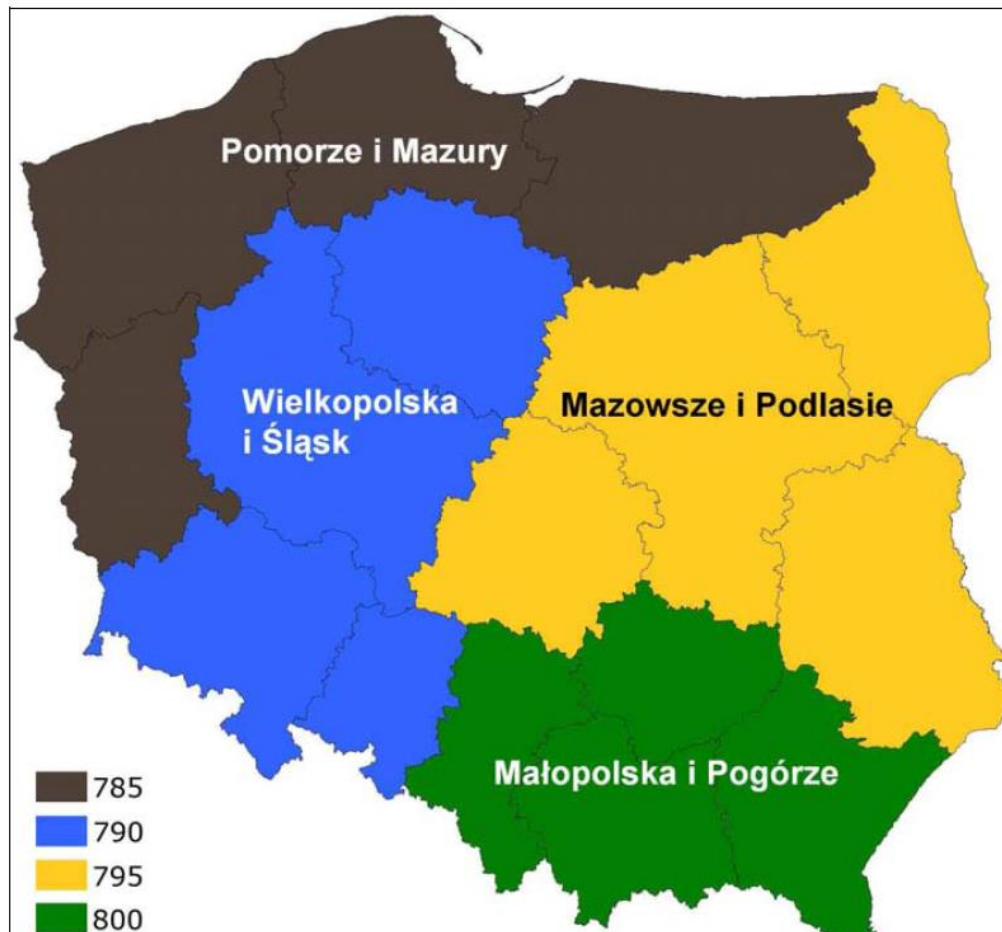 Pomorze i Mazury
Wielkopolska
i Śląsk
Mazowsze i Podlasie
Małopolska i Pogórze
785
790
795
800